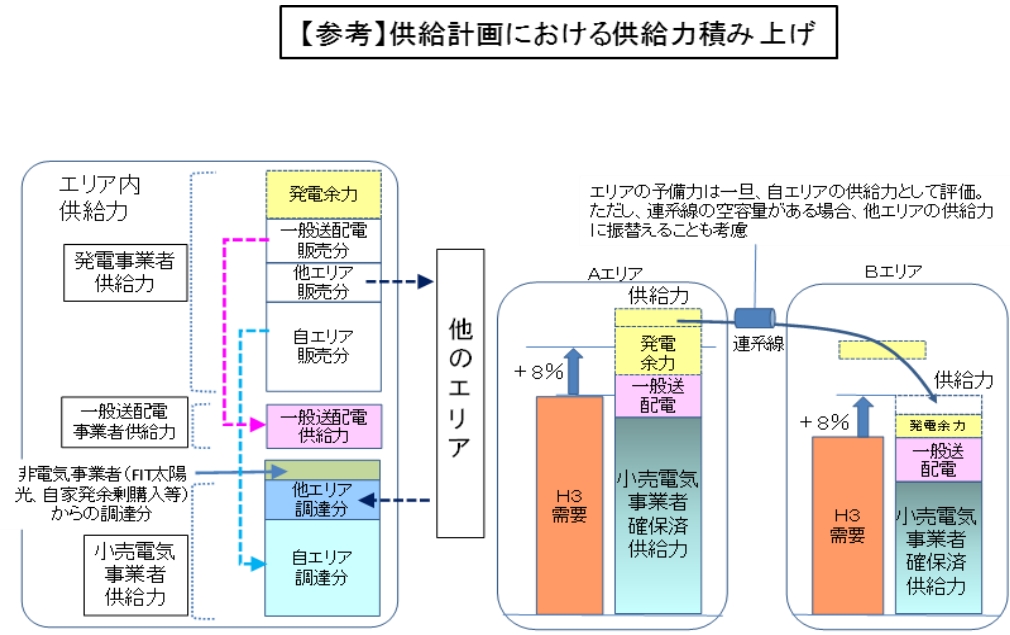 【参考】供給計画における供給力積み上げ
エリア内
供給力
発電事業者
供給力
一般送配電
事業者供給力
非電気事業者(FIT太陽
光、自家発余剰購入等)
からの調達分
小売電気
事業者
供給力
発電余力
一般送配電
販売分
他エリア
販売分
自エリア
販売分
一般送配電
供給力
他エリア
調達分
自エリア
調達分
他のエリア
エリアの予備力は一旦、自エリアの供給力として評価。
ただし、連系線の空容量がある場合、他エリアの供給力
に振替えることも考慮
Aエリア
供給力
発電
余力
一般送
配電
+8%
H3
需要
小売電気
事業者
確保済
供給力
連系線
Bエリア
供給力
+8%
発電余力
一般送
配電
H3
需要
小売電気
事業者
確保済
供給力